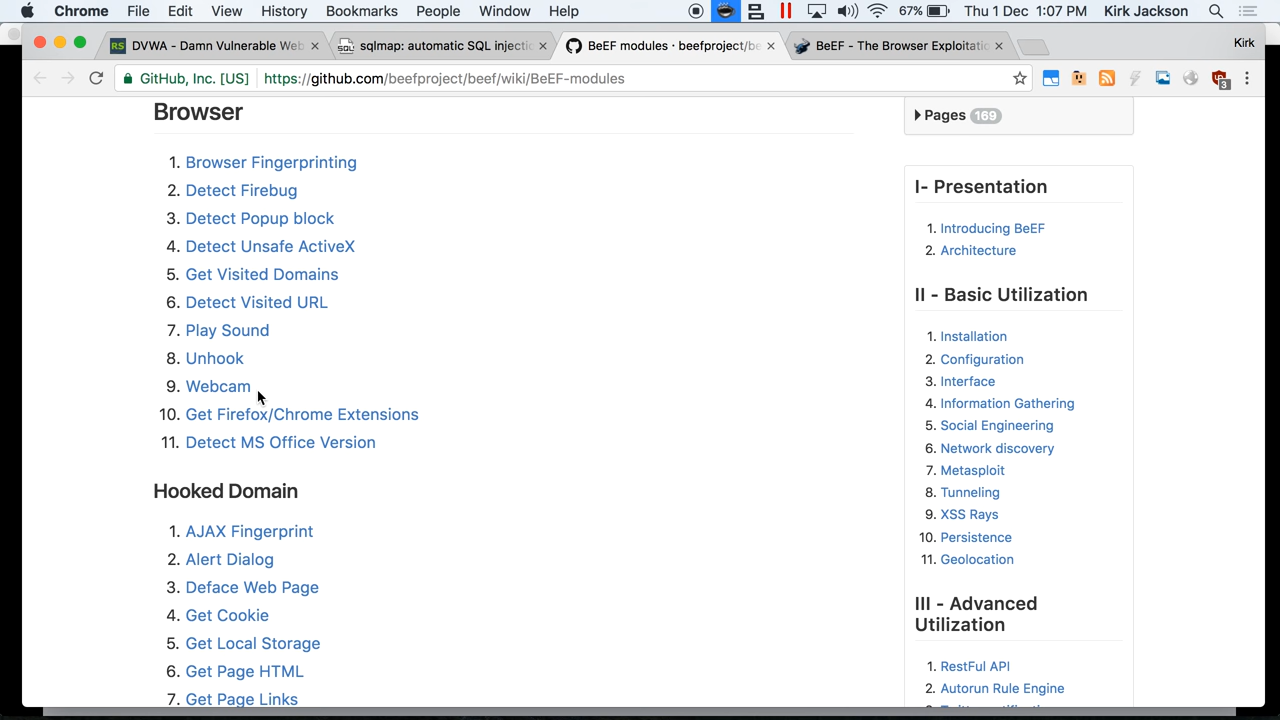 Chrome File Edit View History Bookmarks People Window Help 67% Thu 1 Dec 1:07 PM Kirk Jackson
RS DVWA - Damn Vulnerable Web
sqlmap: automatic SQL injectio
BeEF modules · beefproject/be
BeEF - The Browser Exploitatio
Kirk
GitHub, Inc. [US] https://github.com/beefproject/beef/wiki/BeEF-modules
3
Browser
1. Browser Fingerprinting
2. Detect Firebug
3. Detect Popup block
4. Detect Unsafe ActiveX
5. Get Visited Domains
6. Detect Visited URL
7. Play Sound
8. Unhook
9. Webcam
10. Get Firefox/Chrome Extensions
11. Detect MS Office Version
Hooked Domain
1. AJAX Fingerprint
2. Alert Dialog
3. Deface Web Page
4. Get Cookie
5. Get Local Storage
6. Get Page HTML
7. Get Page Links
Pages 169
I- Presentation
1. Introducing BeEF
2. Architecture
II - Basic Utilization
1. Installation
2. Configuration
3. Interface
4. Information Gathering
5. Social Engineering
6. Network discovery
7. Metasploit
8. Tunneling
9. XSS Rays
10. Persistence
11. Geolocation
III - Advanced
Utilization
1. RestFul API
2. Autorun Rule Engine